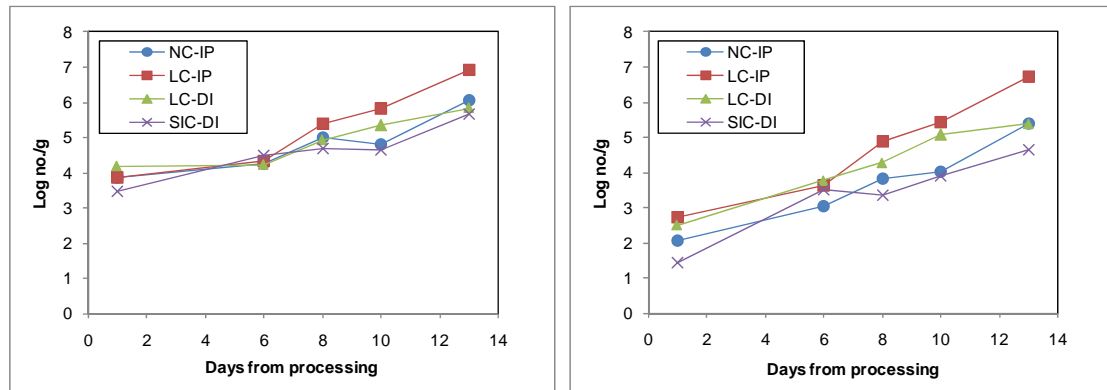 8
7
6
5
4
3
2
1
0
Log no./g
NC-IP
LC-IP
LC-DI
SIC-DI
0 2 4 6 8 10 12 14
Days from processing
8
7
6
5
4
3
2
1
0
Log no./g
NC-IP
LC-IP
LC-DI
SIC-DI
0 2 4 6 8 10 12 14
Days from processing